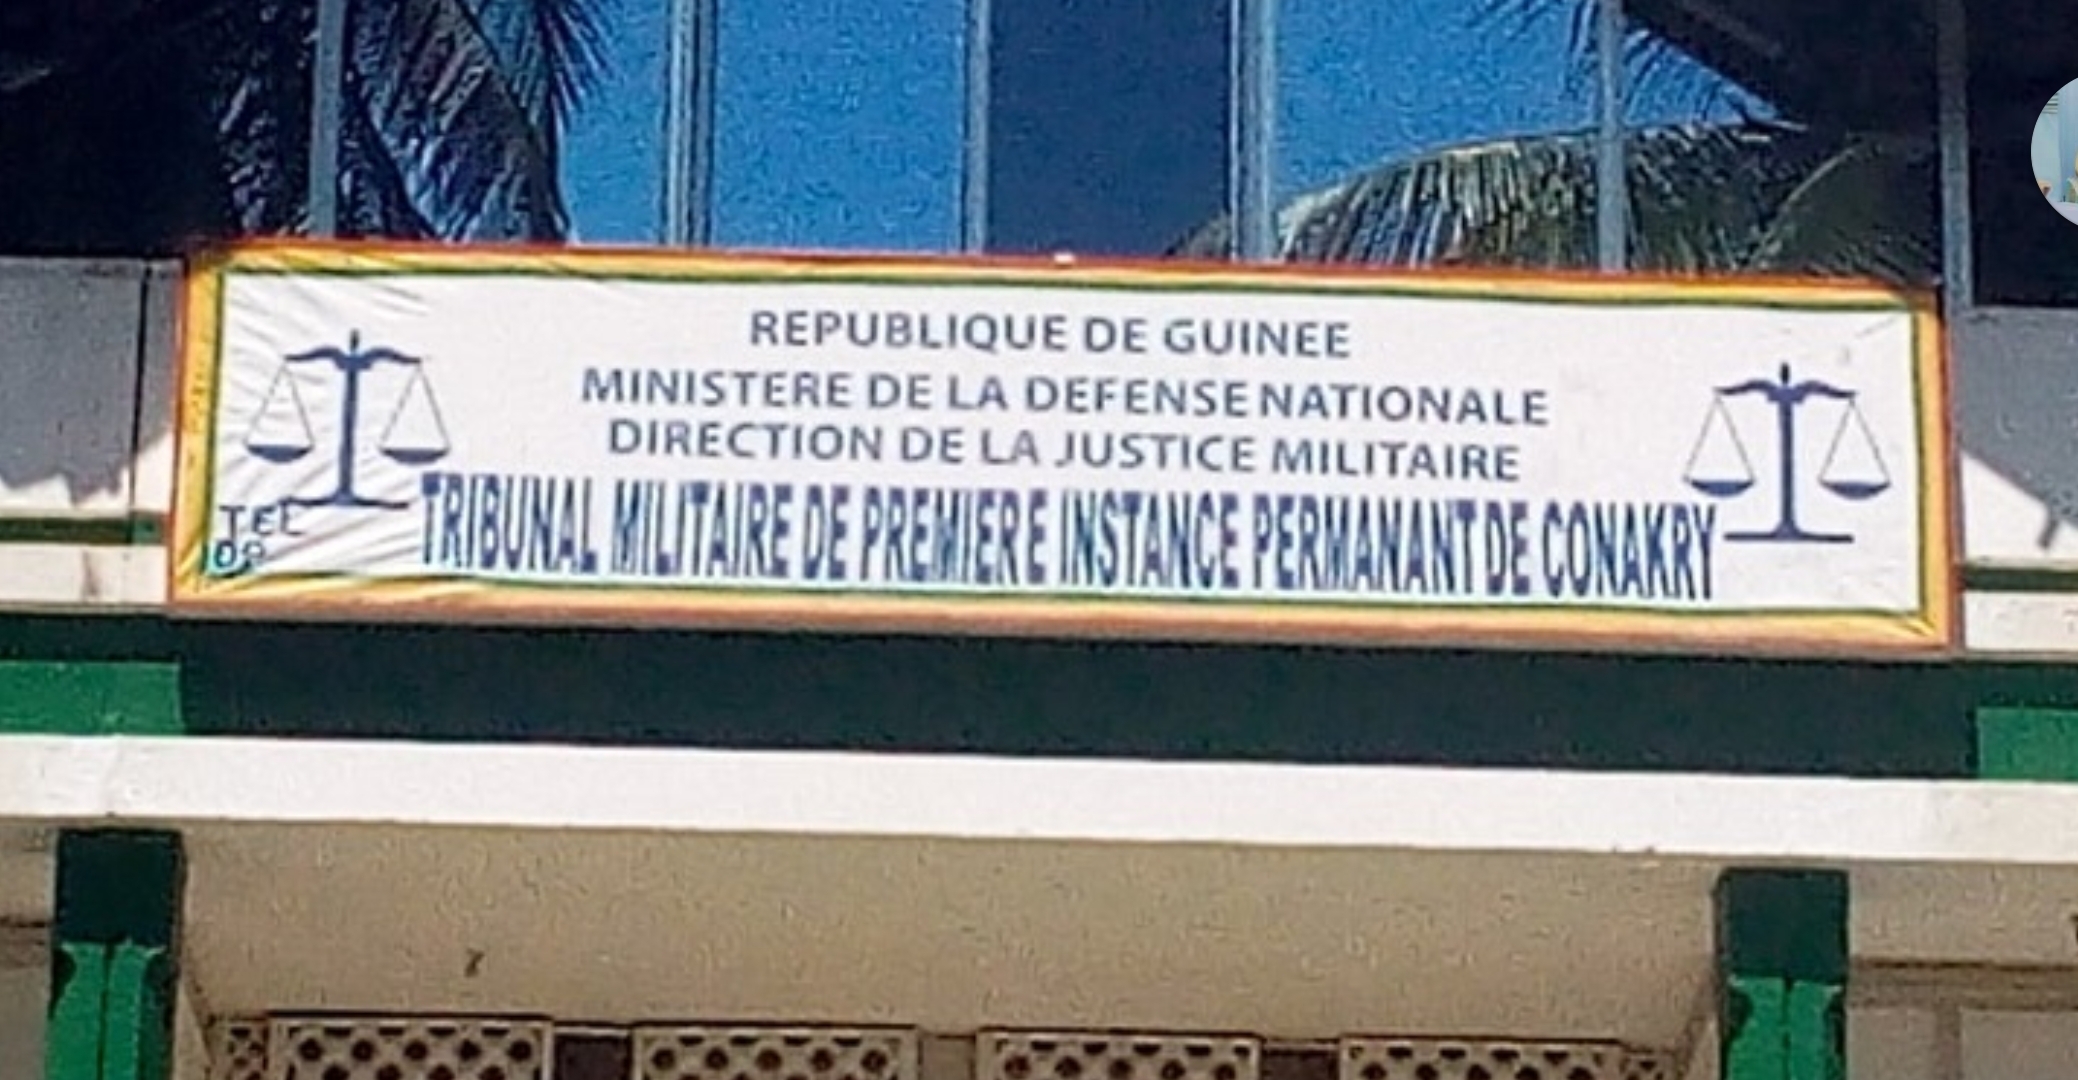 REPUBLIQUE DE GUINEE
MINISTERE DE LA DEFENSE NATIONALE
DIRECTION DE LA JUSTICE MILITAIRE
TRIBUNAL MILITAIRE DE PREMIERE INSTANCE PERMANANT DE CONAKRY
TEL